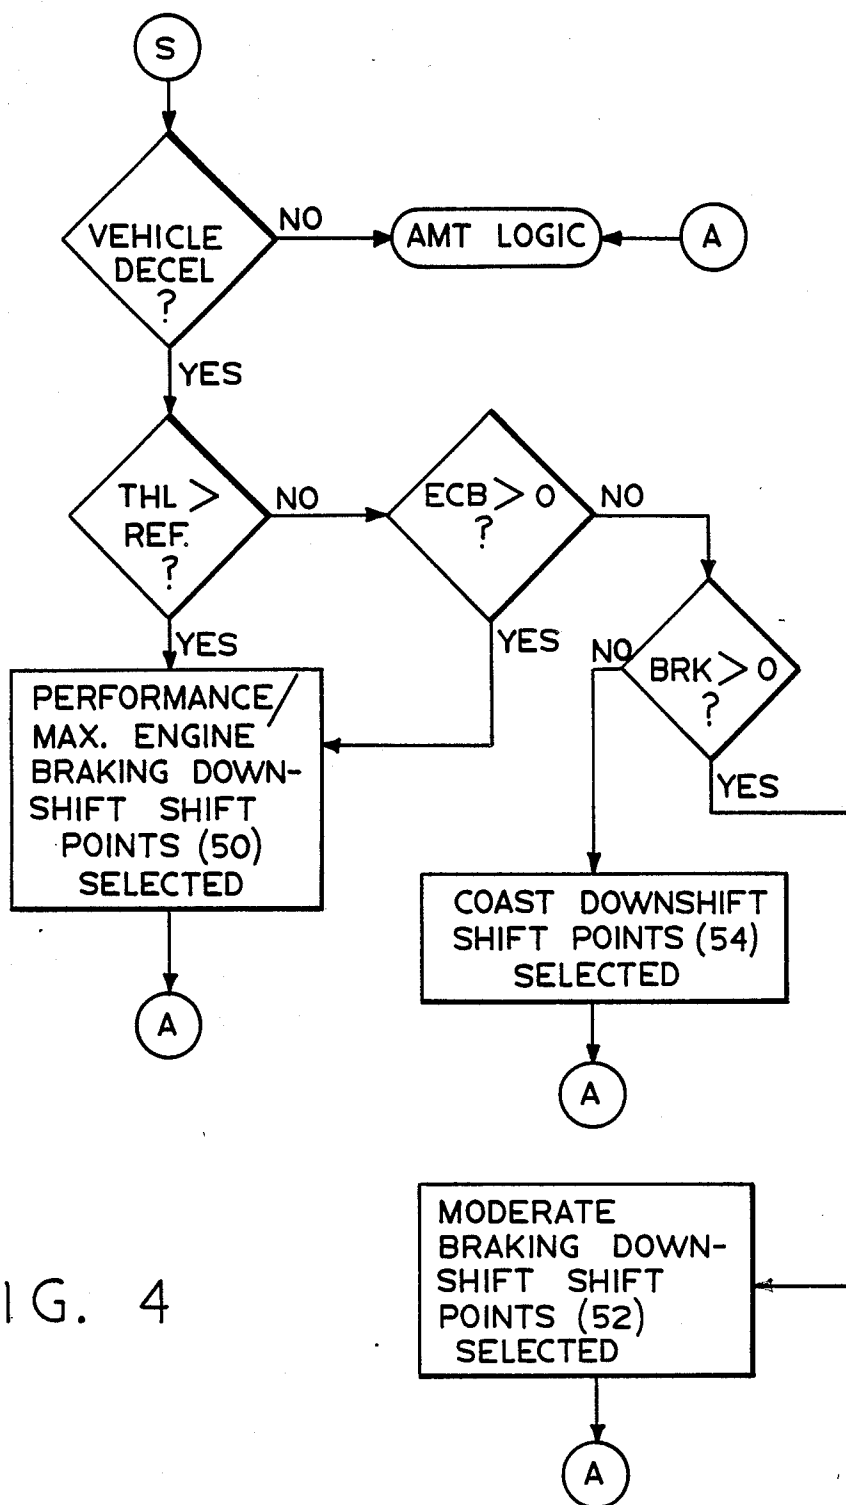 S
VEHICLE
DECEL
?
NO
AMT LOGIC
A
YES
THL >
REF.
?
NO
ECB > 0
?
NO
YES
YES
NO
BRK > 0
?
YES
PERFORMANCE/
MAX. ENGINE
BRAKING DOWN-
SHIFT SHIFT
POINTS (50)
SELECTED
A
COAST DOWNSHIFT
SHIFT POINTS (54)
SELECTED
A
MODERATE
BRAKING DOWN-
SHIFT SHIFT
POINTS (52)
SELECTED
A
IG. 4